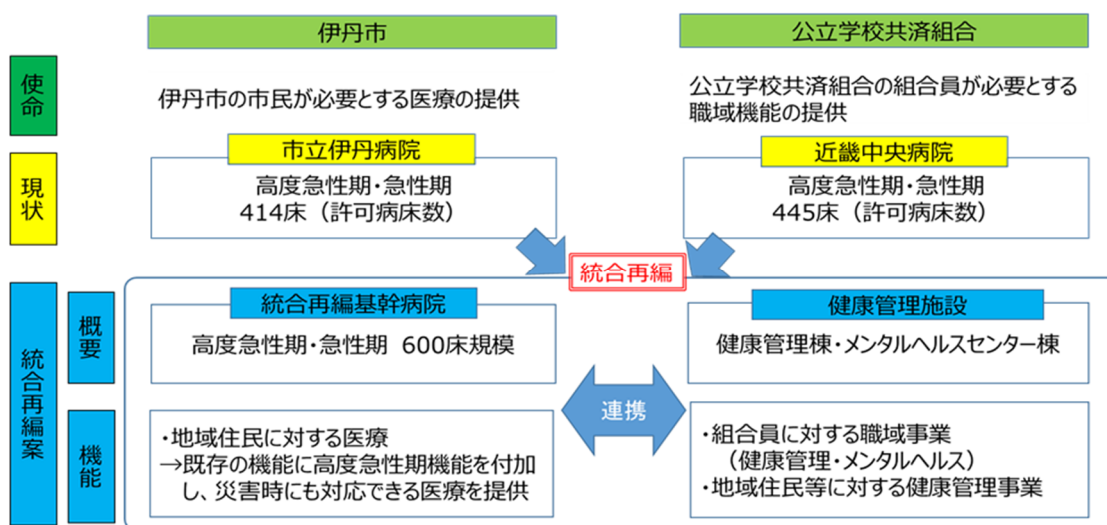 伊丹市
公立学校共済組合
使命
伊丹市の市民が必要とする医療の提供
公立学校共済組合の組合員が必要とする
職域機能の提供
現状
市立伊丹病院
高度急性期・急性期
414床（許可病床数）
近畿中央病院
高度急性期・急性期
445床（許可病床数）
統合再編
統合再編案
概要
統合再編基幹病院
高度急性期・急性期 600床規模
健康管理施設
健康管理棟・メンタルヘルスセンター棟
連携
機能
・地域住民に対する医療
→既存の機能に高度急性期機能を付加
し、災害時にも対応できる医療を提供
・組合員に対する職域事業
（健康管理・メンタルヘルス）
・地域住民等に対する健康管理事業